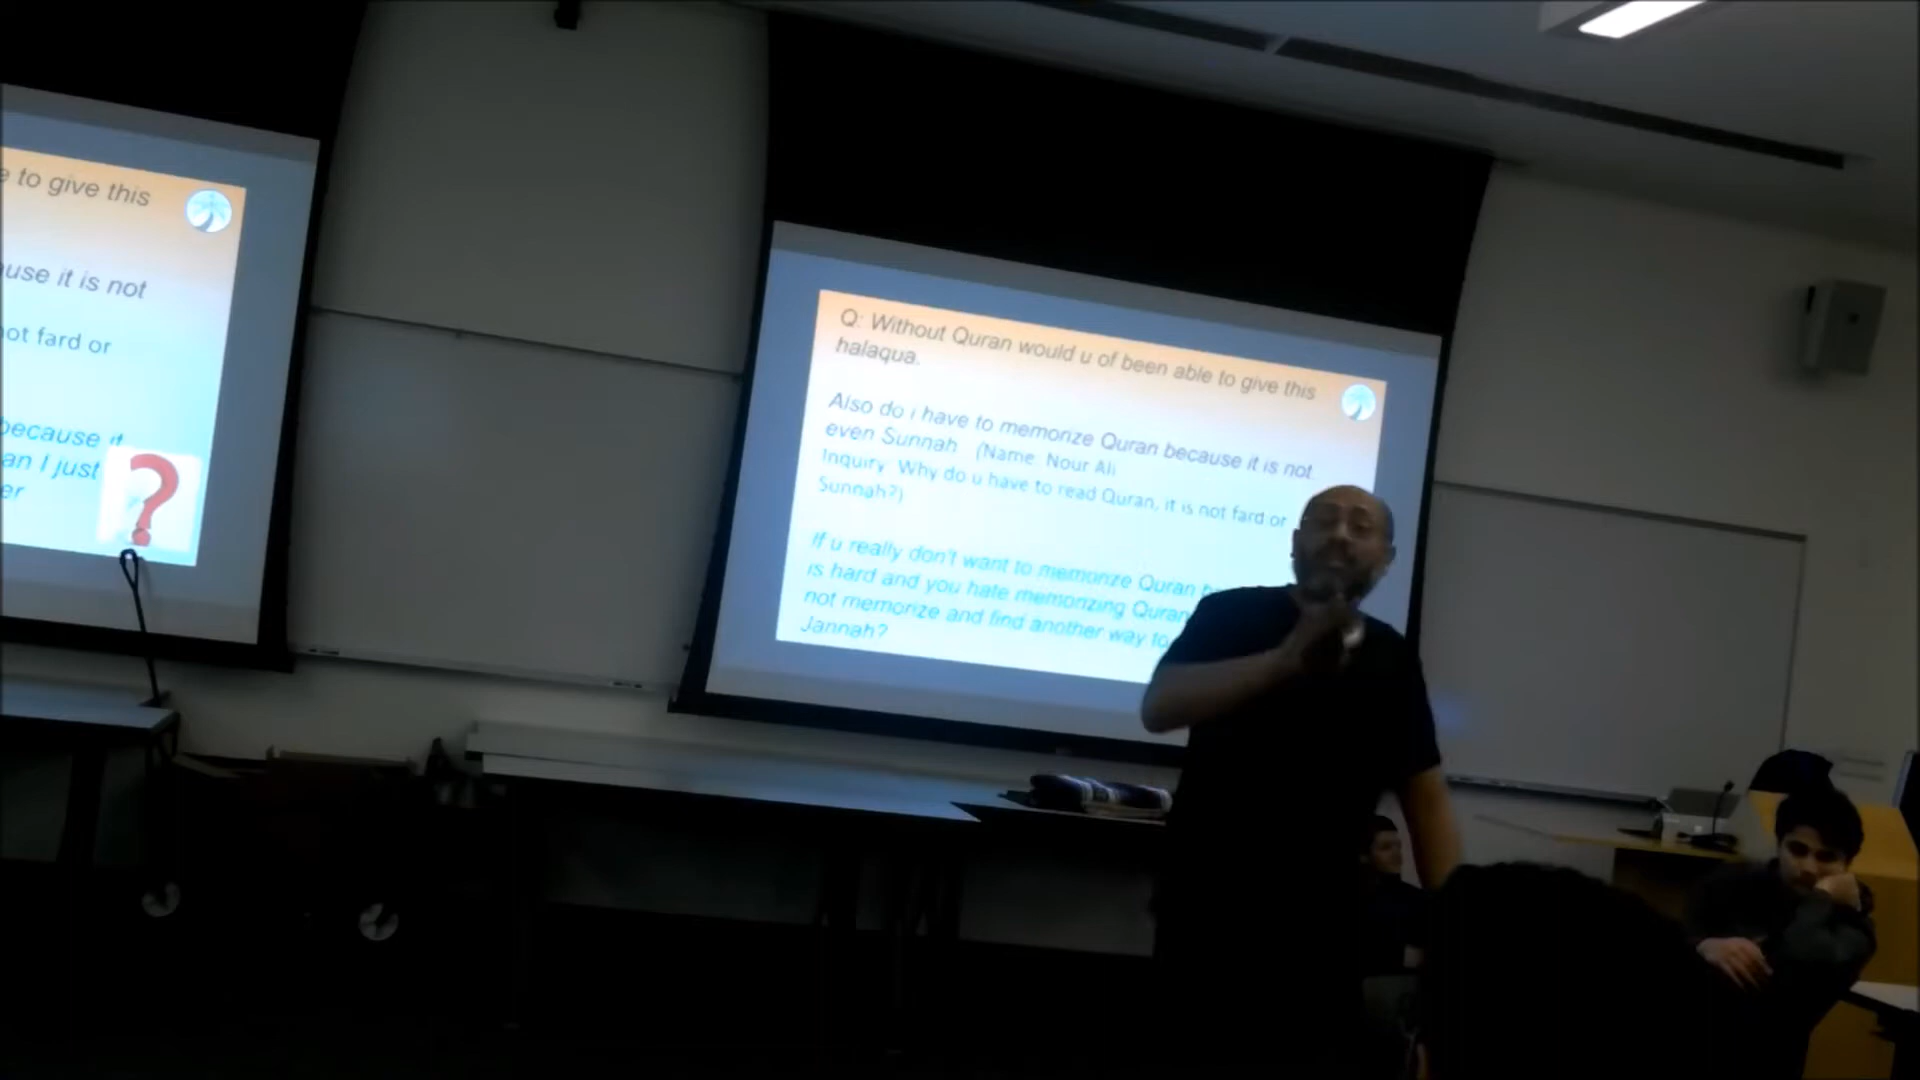 e to give this
use it is not
not fard or
because it
an I just
er
?
Q: Without Quran would u of been able to give this
halaqua.
Also do i have to memorize Quran because it is not
even Sunnah (Name: Nour Ali
Inquiry: Why do u have to read Quran, it is not fard or
Sunnah?)
If u really don't want to memorize Quran b
is hard and you hate memorizing Quran
not memorize and find another way to
Jannah?